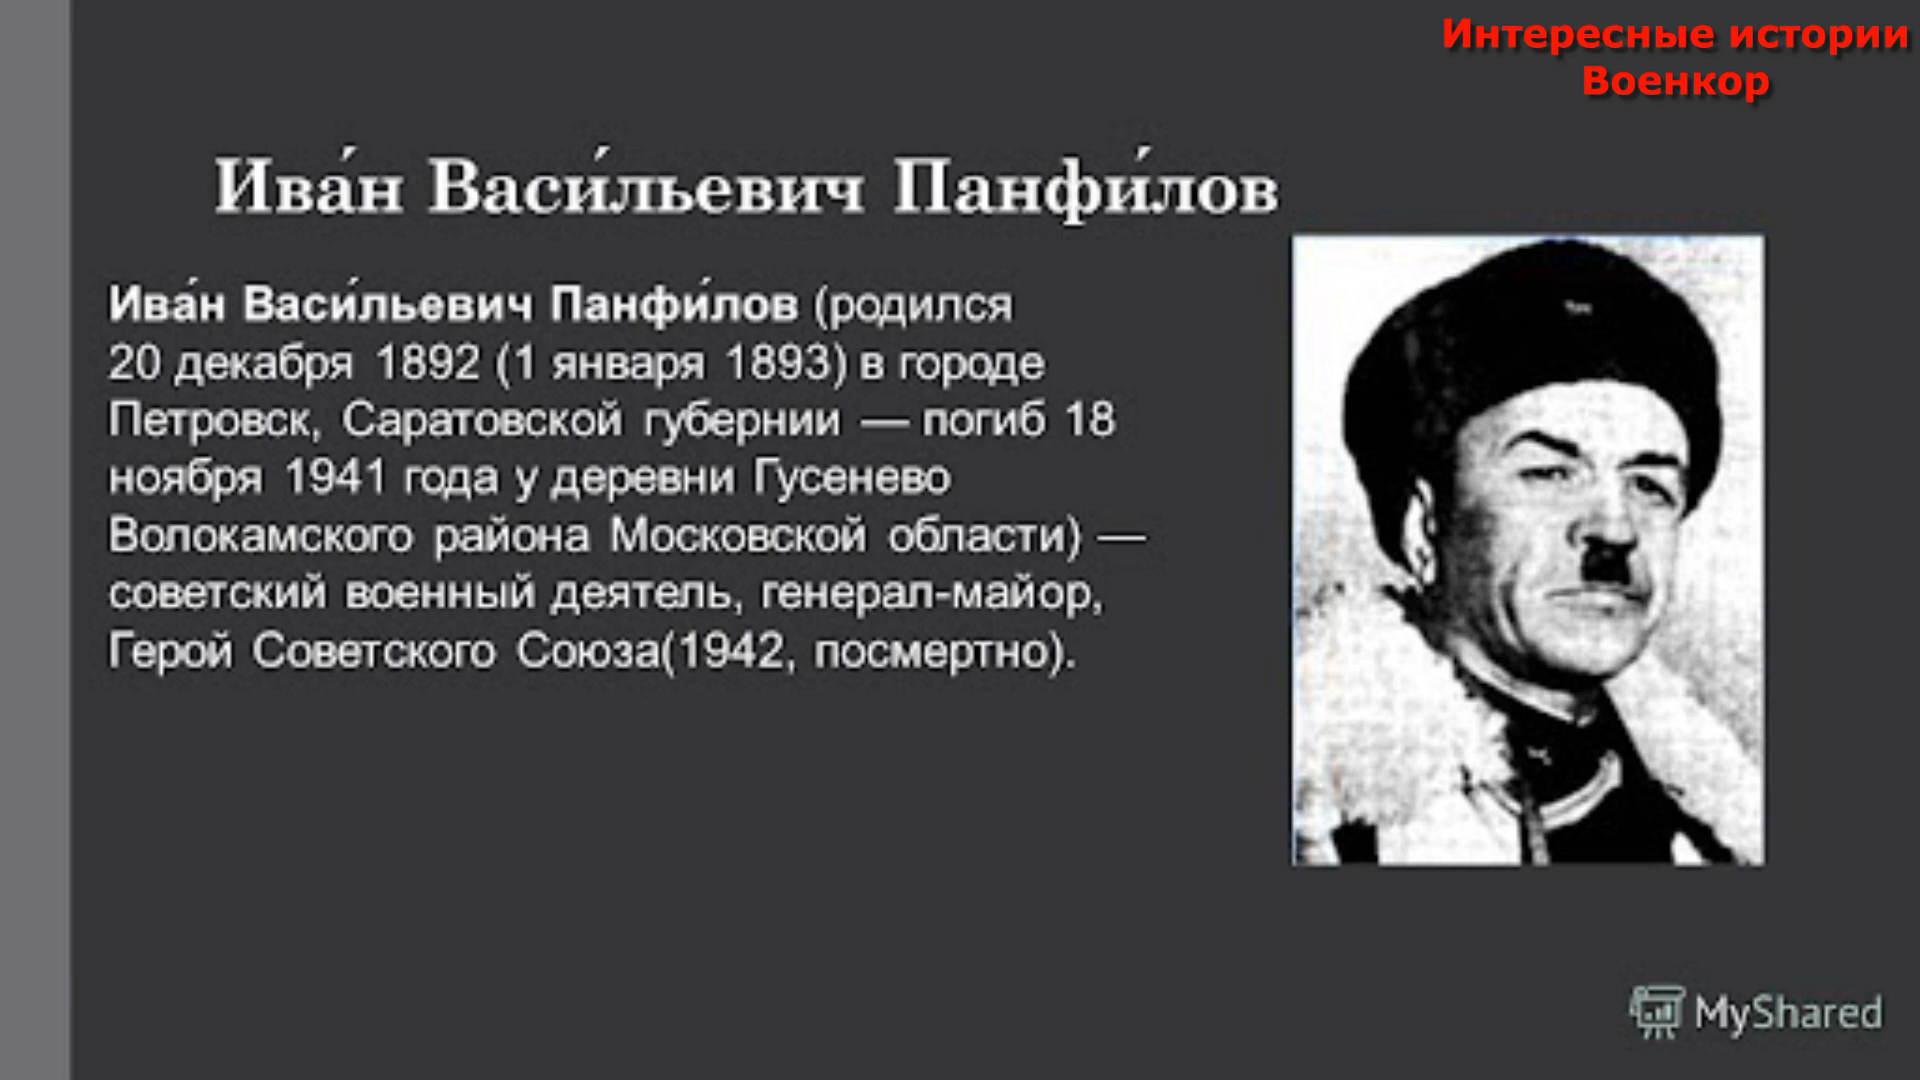 Интересные истории
Военкор
Ива́н Васи́льевич Панфи́лов
Ива́н Васи́льевич Панфи́лов (родился
20 декабря 1892 (1 января 1893) в городе
Петровск, Саратовской губернии — погиб 18
ноября 1941 года у деревни Гусенево
Волокамского района Московской области) —
советский военный деятель, генерал-майор,
Герой Советского Союза(1942, посмертно).
MyShared